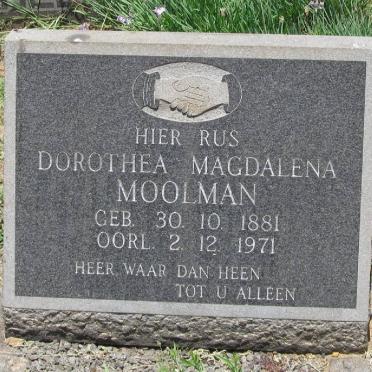 HIER RUS
DOROTHEA MAGDALENA
MOOLMAN
GEB. 30. 10. 1881
OORL. 2. 12. 1971
HEER WAAR DAN HEEN
TOT U ALLEEN